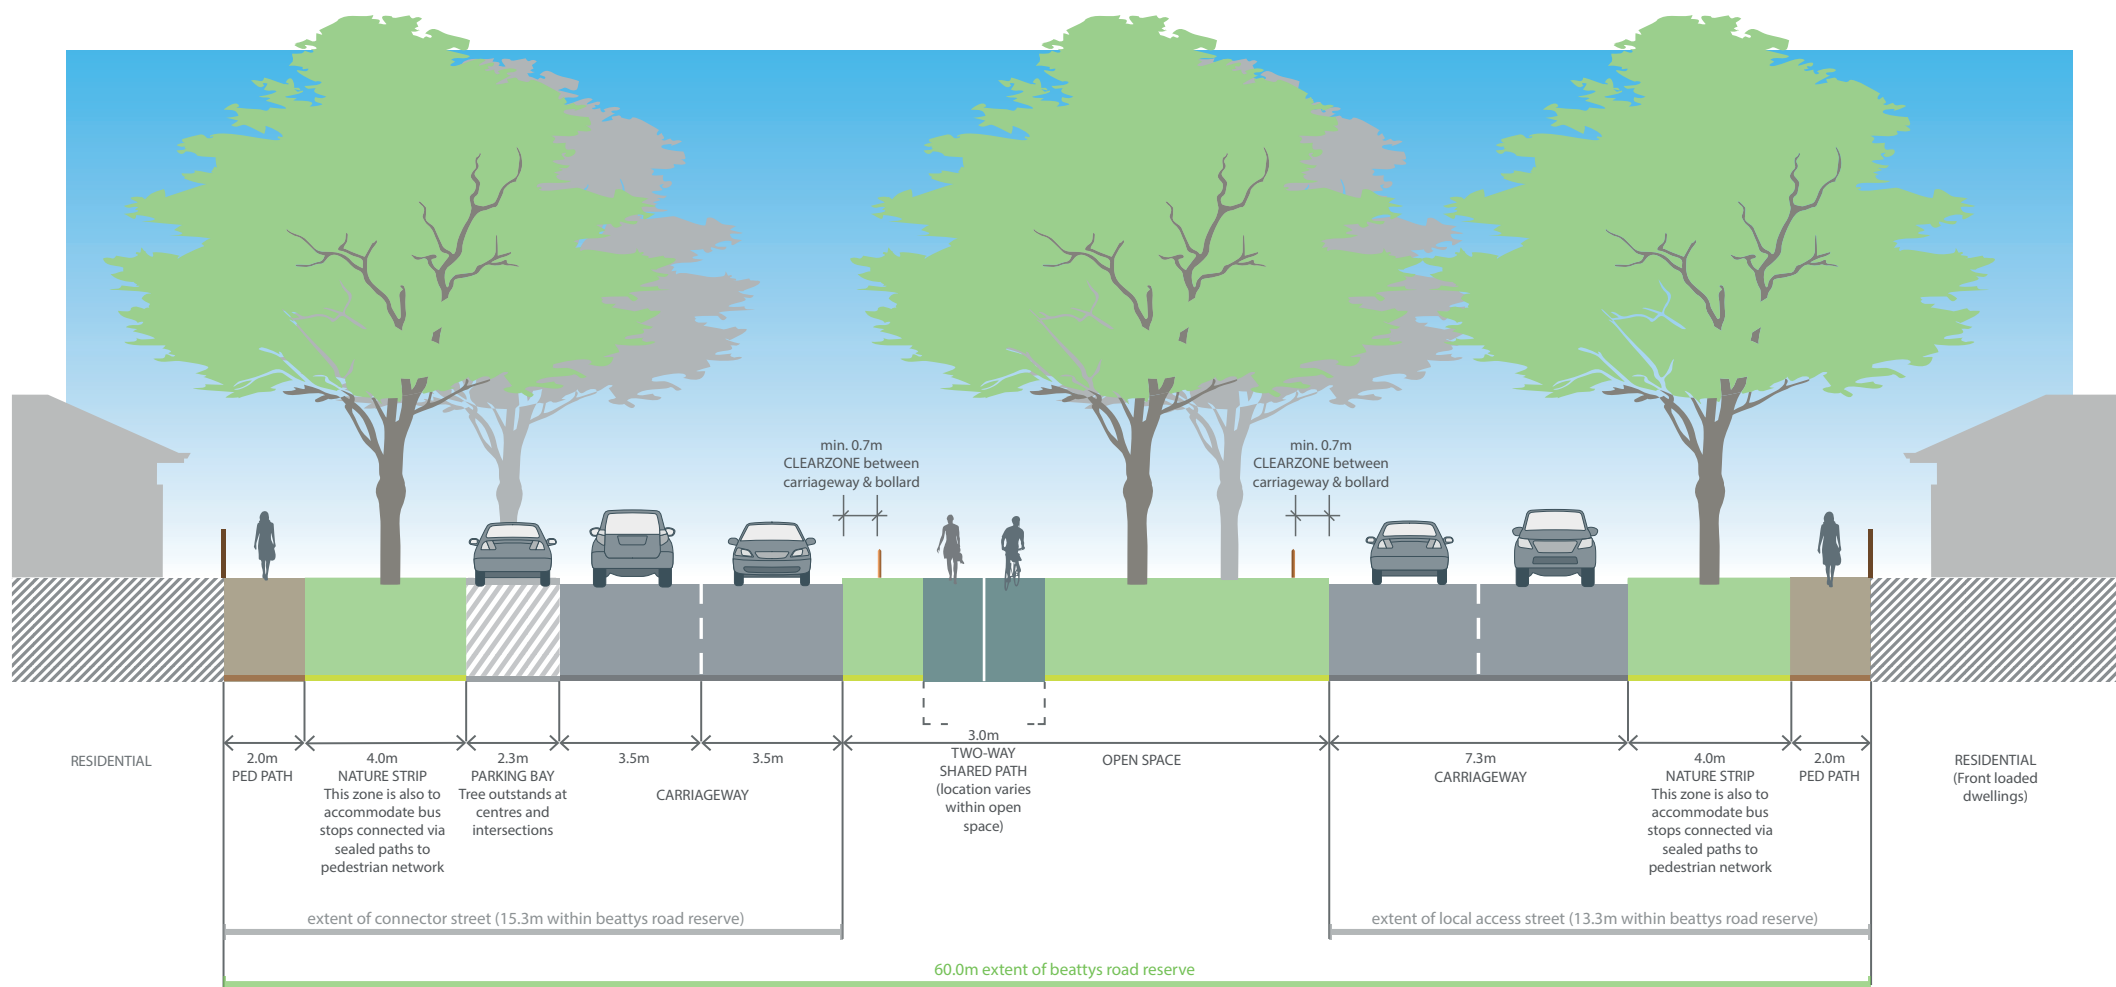 min. 0.7m
CLEARZONE between
carriageway & bollard
min. 0.7m
CLEARZONE between
carriageway & bollard
RESIDENTIAL
2.0m
PED PATH
4.0m
NATURE STRIP
This zone is also to
accommodate bus
stops connected via
sealed paths to
pedestrian network
2.3m
PARKING BAY
Tree outstands at
centres and
intersections
3.5m
3.5m
CARRIAGEWAY
3.0m
TWO-WAY
SHARED PATH
(location varies
within open
space)
OPEN SPACE
7.3m
CARRIAGEWAY
4.0m
NATURE STRIP
This zone is also to
accommodate bus
stops connected via
sealed paths to
pedestrian network
2.0m
PED PATH
RESIDENTIAL
(Front loaded
dwellings)
extent of connector street (15.3m within beattys road reserve)
extent of local access street (13.3m within beattys road reserve)
60.0m extent of beattys road reserve